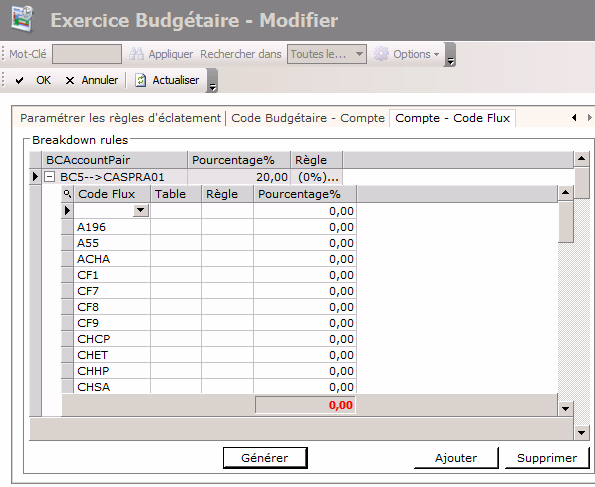 Exercice Budgétaire - Modifier
Mot-Clé Appliquer Rechercher dans Toutes le... Options
OK Annuler Actualiser
Paramétrer les règles d'éclatement Code Budgétaire - Compte Compte - Code Flux
Breakdown rules
BCAccountPair Pourcentage% Règle
BC5-->CASPRA01 20,00 (0%)...
Code Flux Table Règle Pourcentage%
0,00
A196 0,00
A55 0,00
ACHA 0,00
CF1 0,00
CF7 0,00
CF8 0,00
CF9 0,00
CHCP 0,00
CHET 0,00
CHHP 0,00
CHSA 0,00
0,00
Générer Ajouter Supprimer